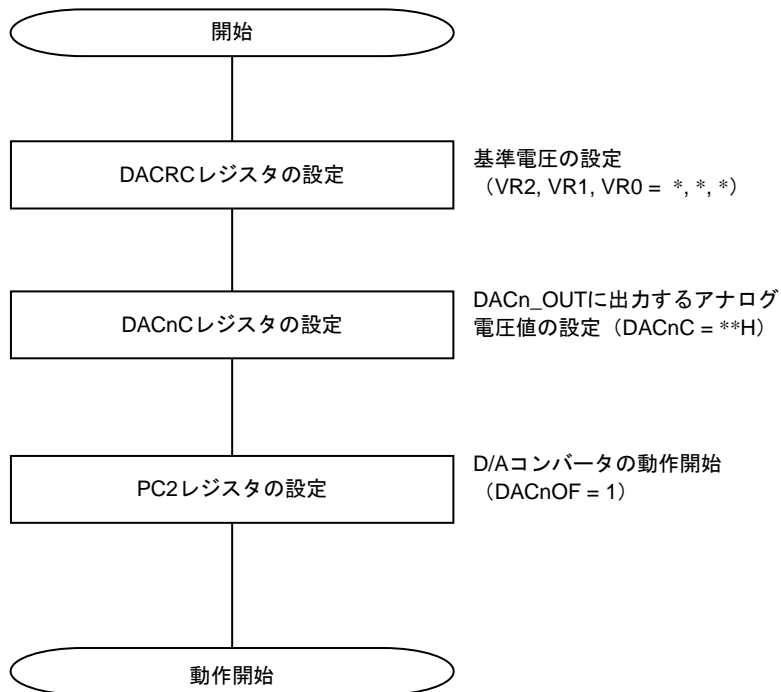 開始
DACRCレジスタの設定
基準電圧の設定
（VR2, VR1, VR0 = *, *, *）
DACnCレジスタの設定
DACn_OUTに出力するアナログ
電圧値の設定（DACnC = **H）
PC2レジスタの設定
D/Aコンバータの動作開始
（DACnOF = 1）
動作開始